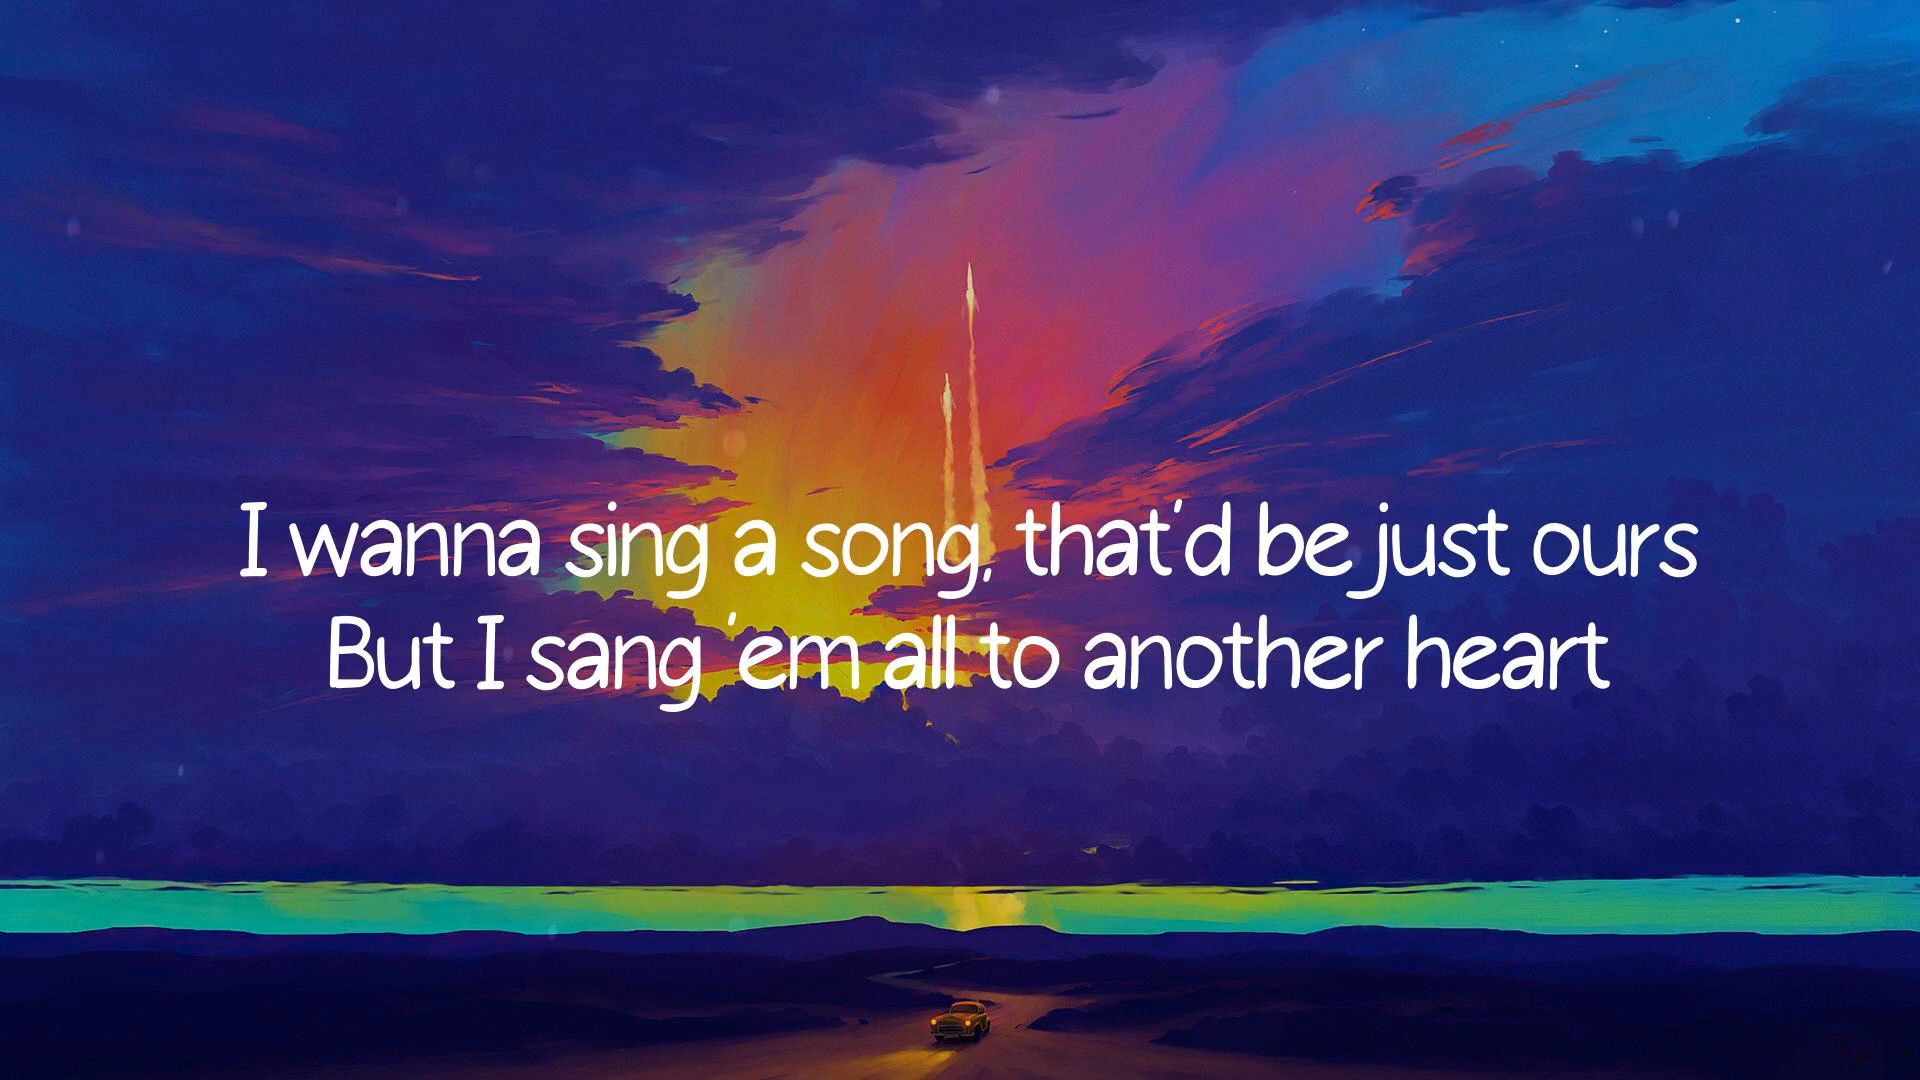 I wanna sing a song, that'd be just ours
But I sang 'em all to another heart